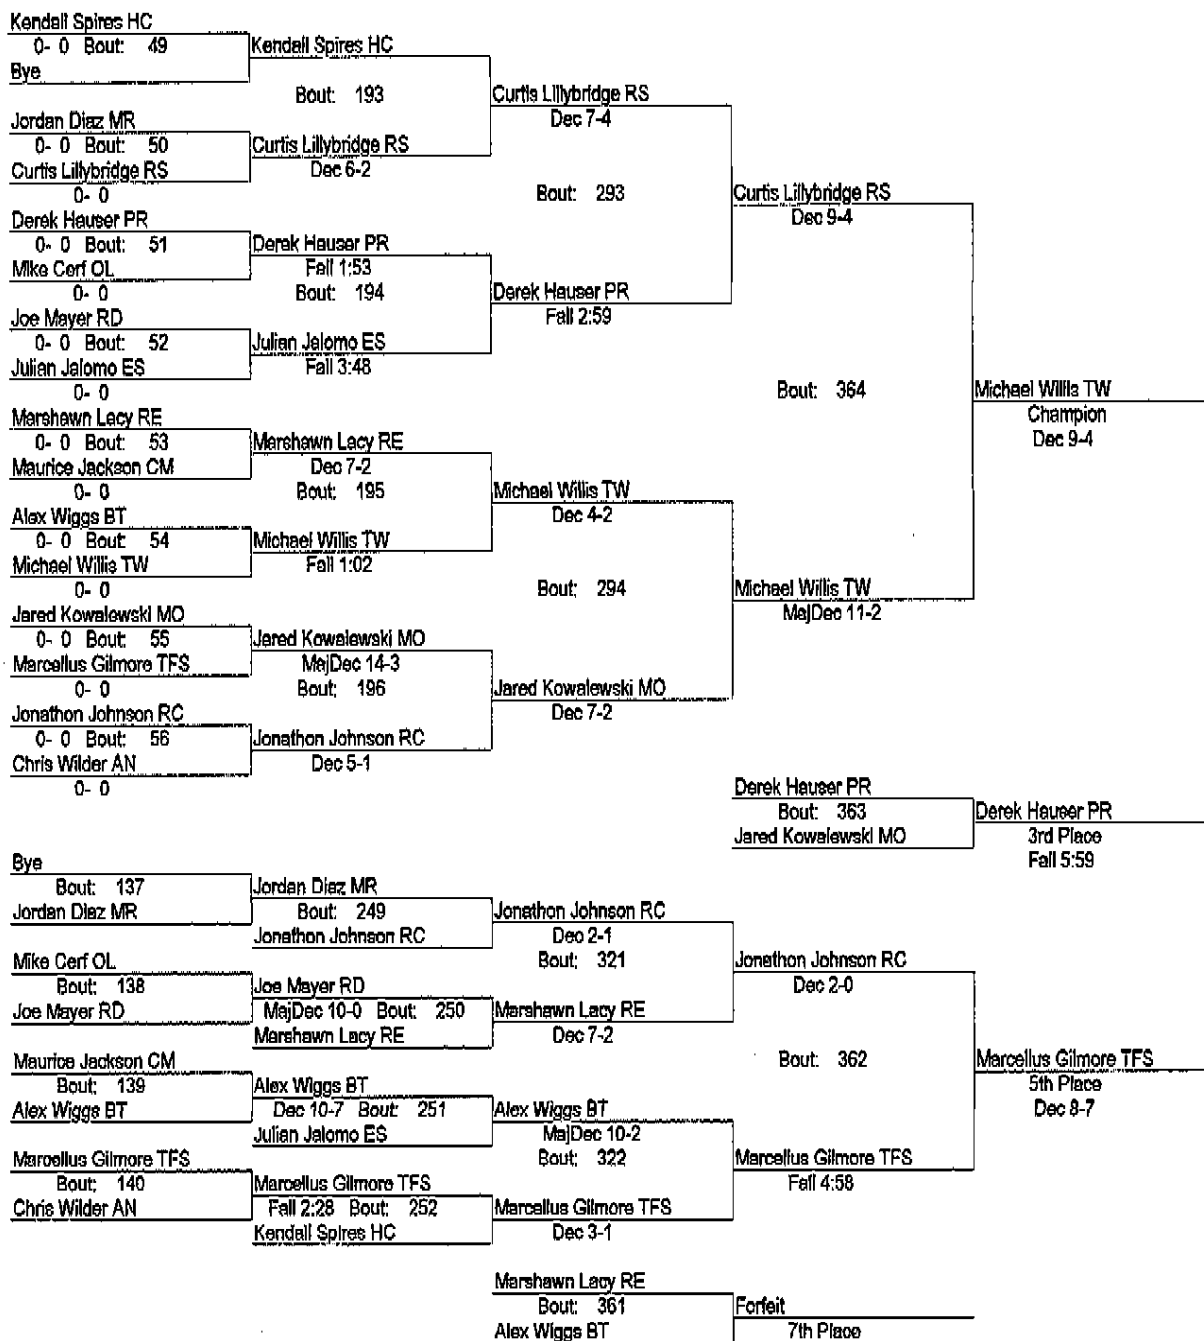 Kendall Spires HC
0- 0 Bout: 49
Bye
Kendall Spires HC
Bout: 193
Jordan Diaz MR
0- 0 Bout: 50
Curtis Lillybridge RS
0- 0
Curtis Lillybridge RS
Dec 6-2
Curtis Lillybridge RS
Dec 7-4
Bout: 293
Derek Hauser PR
0- 0 Bout: 51
Mike Cerf OL
0- 0
Derek Hauser PR
Fall 1:53
Bout: 194
Joe Mayer RD
0- 0 Bout: 52
Julian Jalomo ES
0- 0
Julian Jalomo ES
Fall 3:48
Derek Hauser PR
Fall 2:59
Curtis Lillybridge RS
Dec 9-4
Bout: 364
Marshawn Lacy RE
0- 0 Bout: 53
Maurice Jackson CM
0- 0
Marshawn Lacy RE
Dec 7-2
Bout: 195
Alex Wiggs BT
0- 0 Bout: 54
Michael Willis TW
0- 0
Michael Willis TW
Fall 1:02
Michael Willis TW
Dec 4-2
Bout: 294
Jared Kowalewski MO
0- 0 Bout: 55
Marcellus Gilmore TFS
0- 0
Jared Kowalewski MO
MajDec 14-3
Bout: 196
Jonathon Johnson RC
0- 0 Bout: 56
Chris Wilder AN
0- 0
Jonathon Johnson RC
Dec 5-1
Jared Kowalewski MO
Dec 7-2
Michael Willis TW
MajDec 11-2
Michael Willis TW
Champion
Dec 9-4
Derek Hauser PR
Bout: 363
Jared Kowalewski MO
Derek Hauser PR
3rd Place
Fall 5:59
Bye
Bout: 137
Jordan Diaz MR
Jordan Diaz MR
Bout: 249
Jonathon Johnson RC
Jonathon Johnson RC
Dec 2-1
Bout: 321
Mike Cerf OL
Bout: 138
Joe Mayer RD
Joe Mayer RD
MajDec 10-0 Bout: 250
Marshawn Lacy RE
Marshawn Lacy RE
Dec 7-2
Jonathon Johnson RC
Dec 2-0
Bout: 362
Maurice Jackson CM
Bout: 139
Alex Wiggs BT
Alex Wiggs BT
Dec 10-7 Bout: 251
Julian Jalomo ES
Alex Wiggs BT
MajDec 10-2
Bout: 322
Marcellus Gilmore TFS
Bout: 140
Chris Wilder AN
Marcellus Gilmore TFS
Fall 2:28 Bout: 252
Kendall Spires HC
Marcellus Gilmore TFS
Dec 3-1
Marcellus Gilmore TFS
Fall 4:58
Marcellus Gilmore TFS
5th Place
Dec 8-7
Marshawn Lacy RE
Bout: 361
Alex Wiggs BT
Forfeit
7th Place